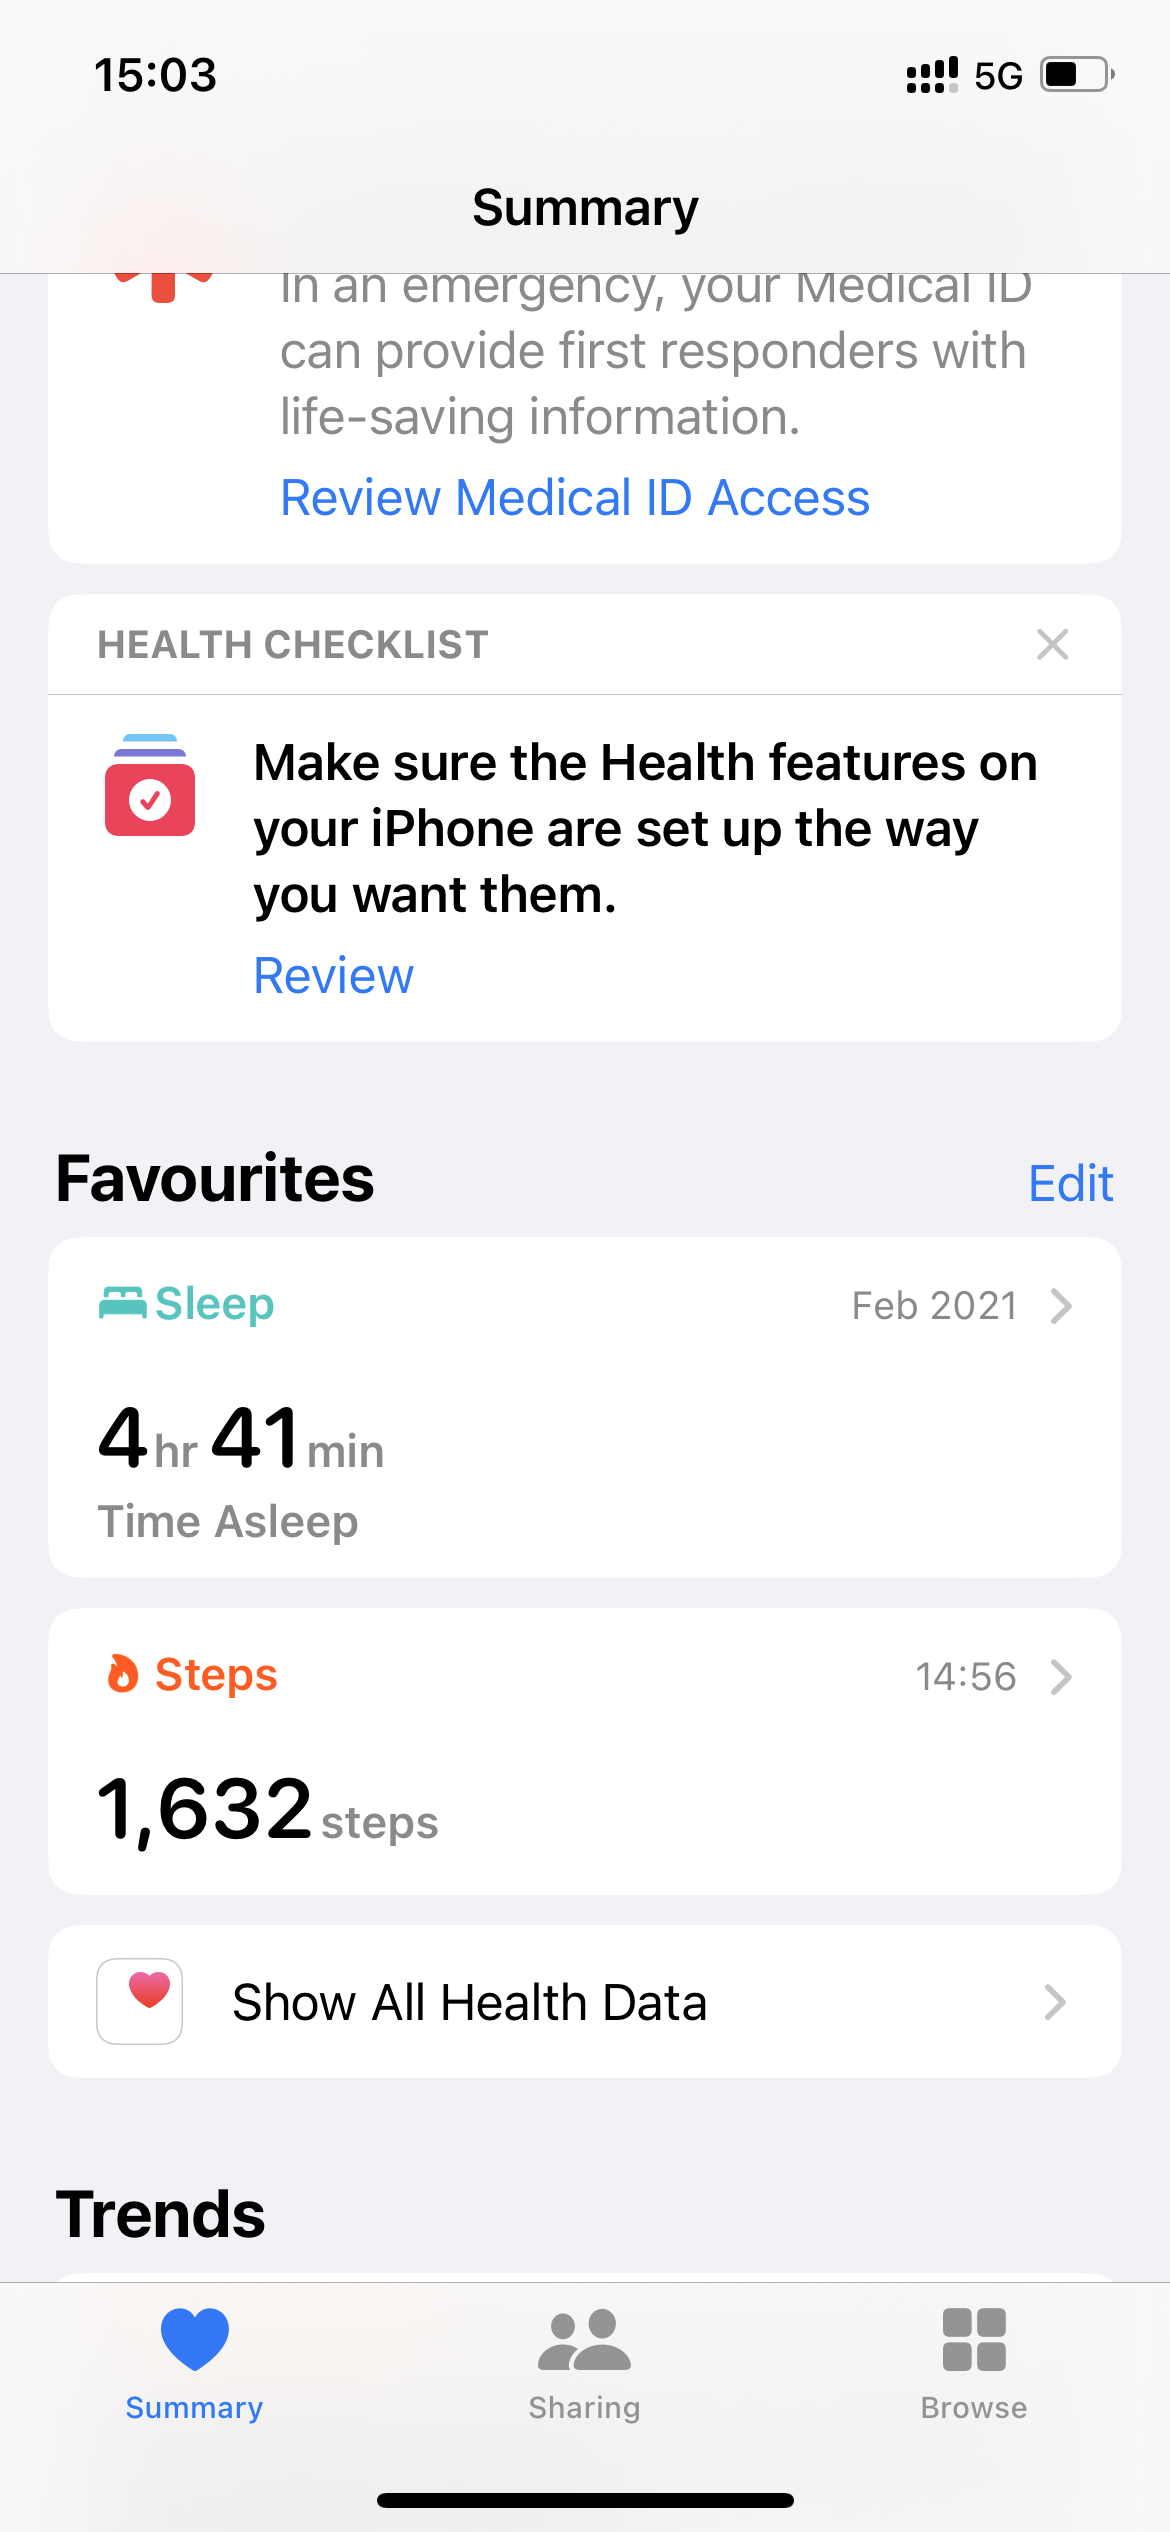 15:03
5G
Summary
In an emergency, your Medical ID
can provide first responders with
life-saving information.
Review Medical ID Access
HEALTH CHECKLIST
Make sure the Health features on
your iPhone are set up the way
you want them.
Review
Favourites
Edit
Sleep
Feb 2021
4 hr 41 min
Time Asleep
Steps
14:56
1,632 steps
Show All Health Data
Trends
Summary
Sharing
Browse